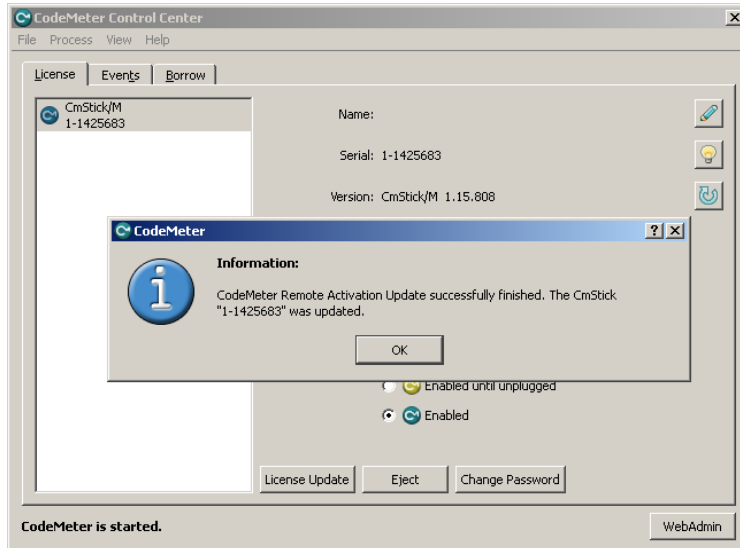 CodeMeter Control Center
File Process View Help
License Events Borrow
CmStick/M
1-1425683
Name:
Serial: 1-1425683
Version: CmStick/M 1.15.808
CodeMeter
Information:
CodeMeter Remote Activation Update successfully finished. The CmStick
"1-1425683" was updated.
OK
Enabled until unplugged
Enabled
License Update Eject Change Password
CodeMeter is started.
WebAdmin